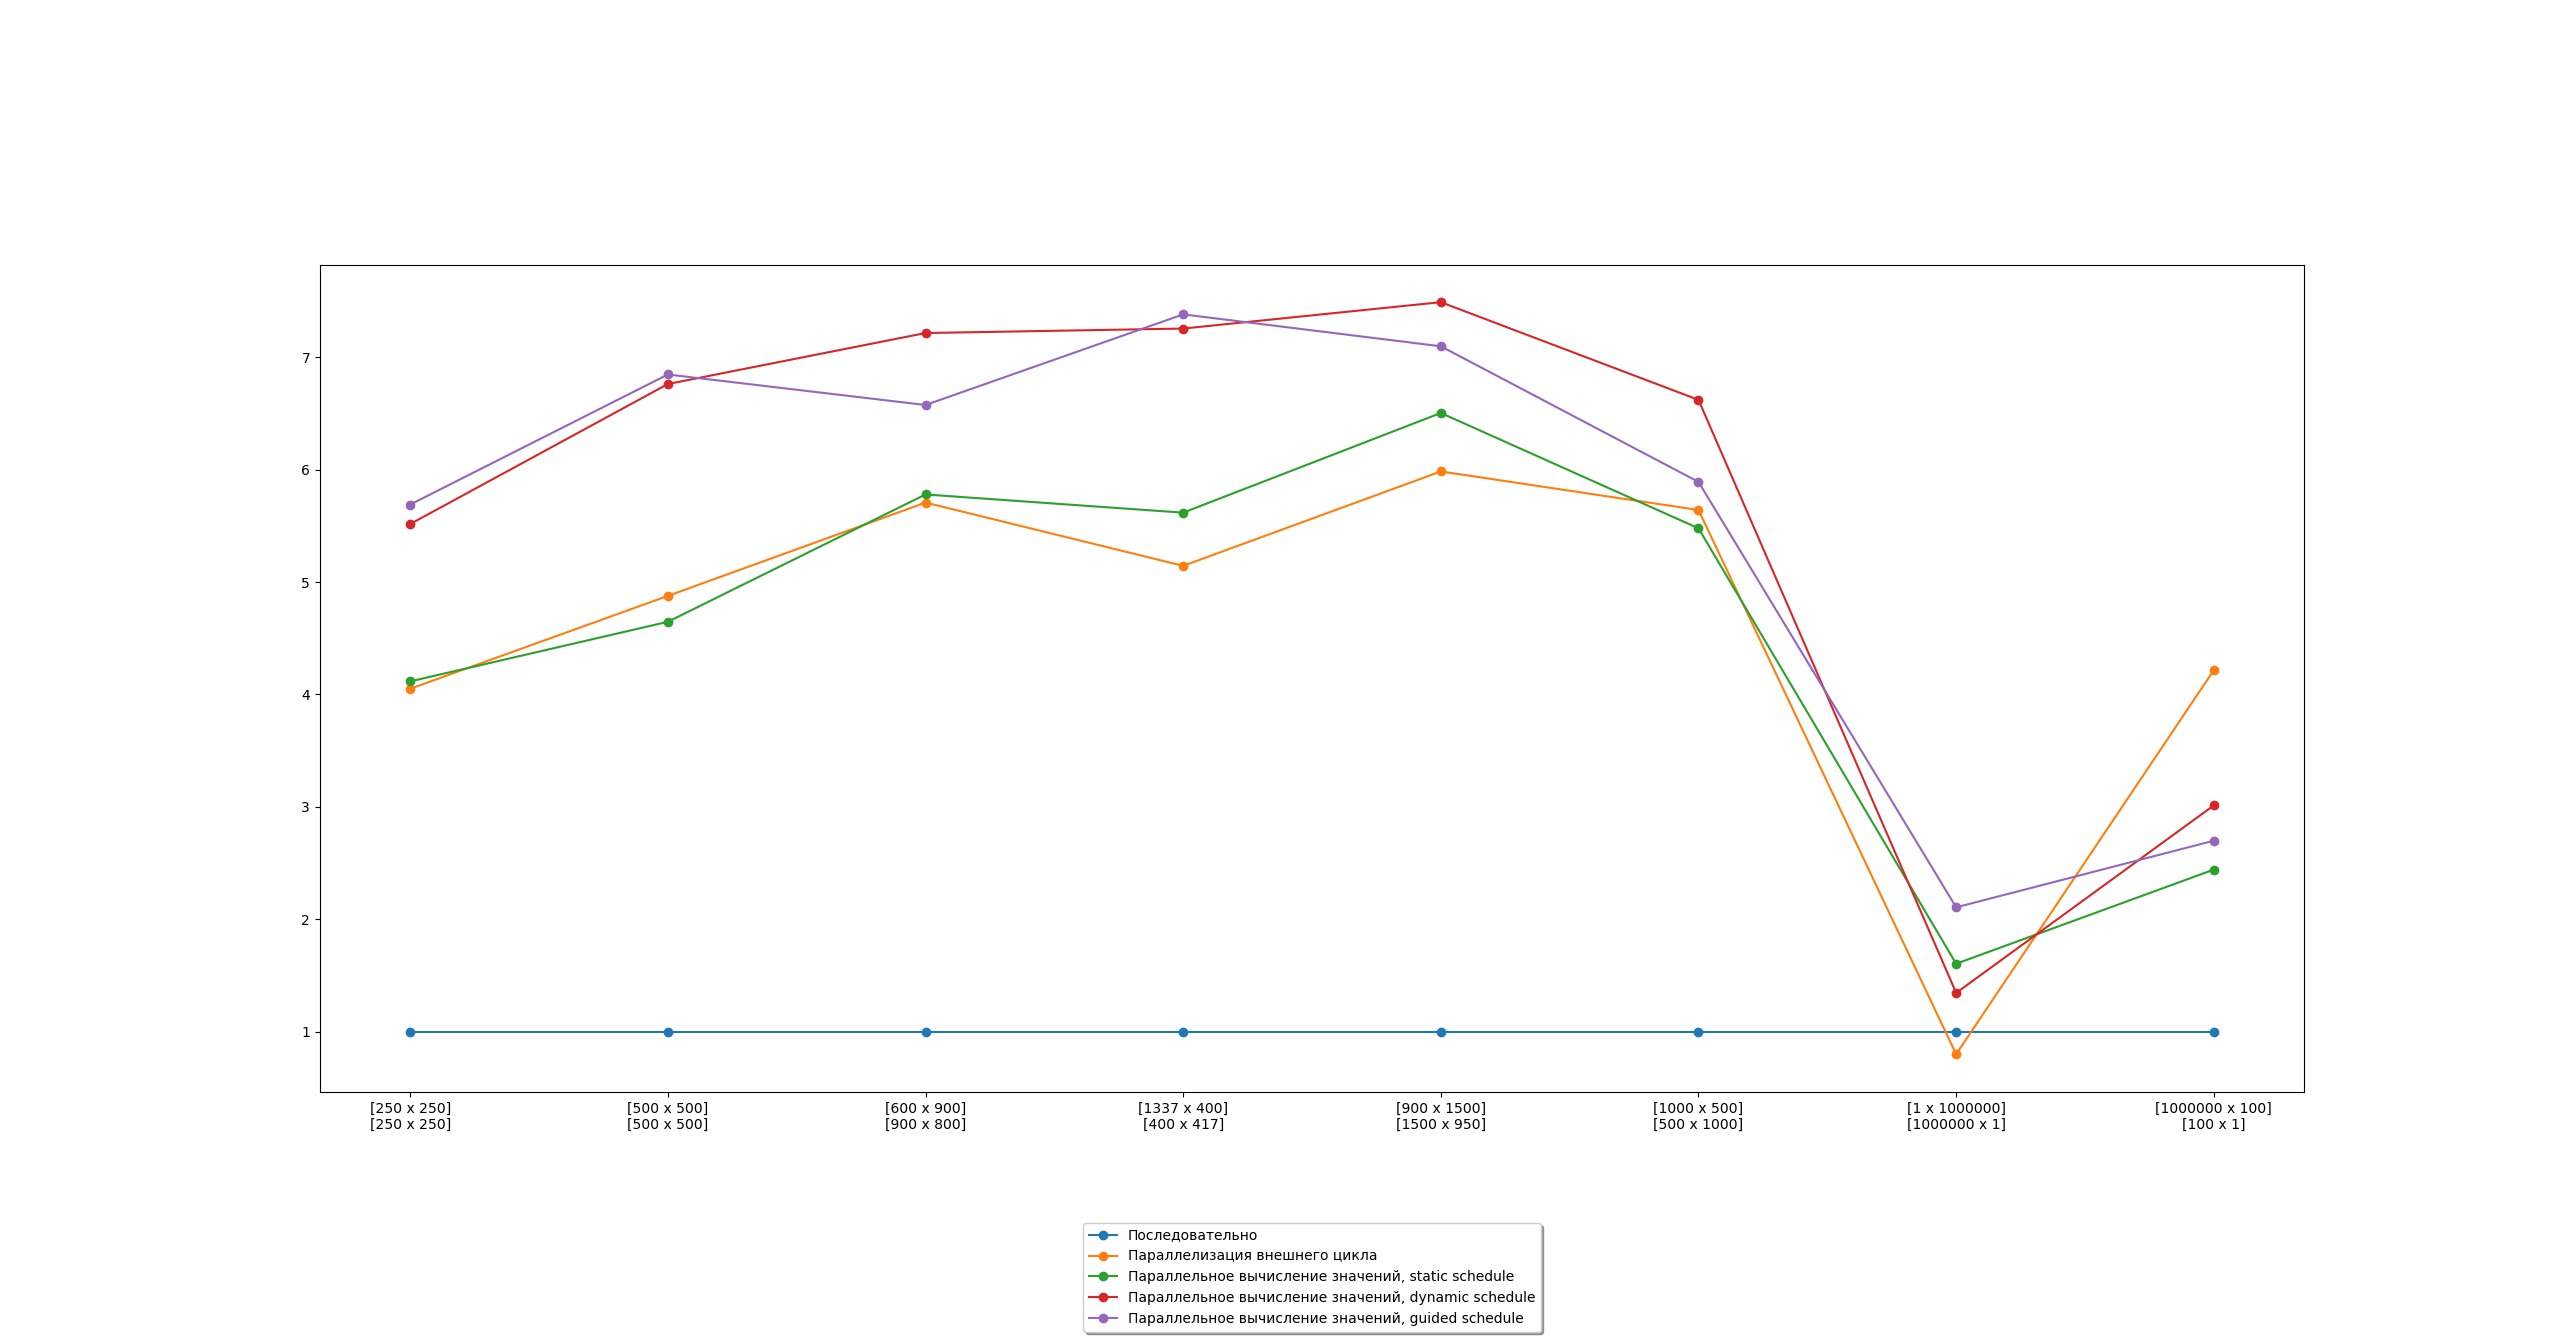 7
6
5
4
3
2
1
[250 x 250]
[250 x 250]
[500 x 500]
[500 x 500]
[600 x 900]
[900 x 800]
[1337 x 400]
[400 x 417]
[900 x 1500]
[1500 x 950]
[1000 x 500]
[500 x 1000]
[1 x 1000000]
[1000000 x 1]
[1000000 x 100]
[100 x 1]
Последовательно
Параллелизация внешнего цикла
Параллельное вычисление значений, static schedule
Параллельное вычисление значений, dynamic schedule
Параллельное вычисление значений, guided schedule